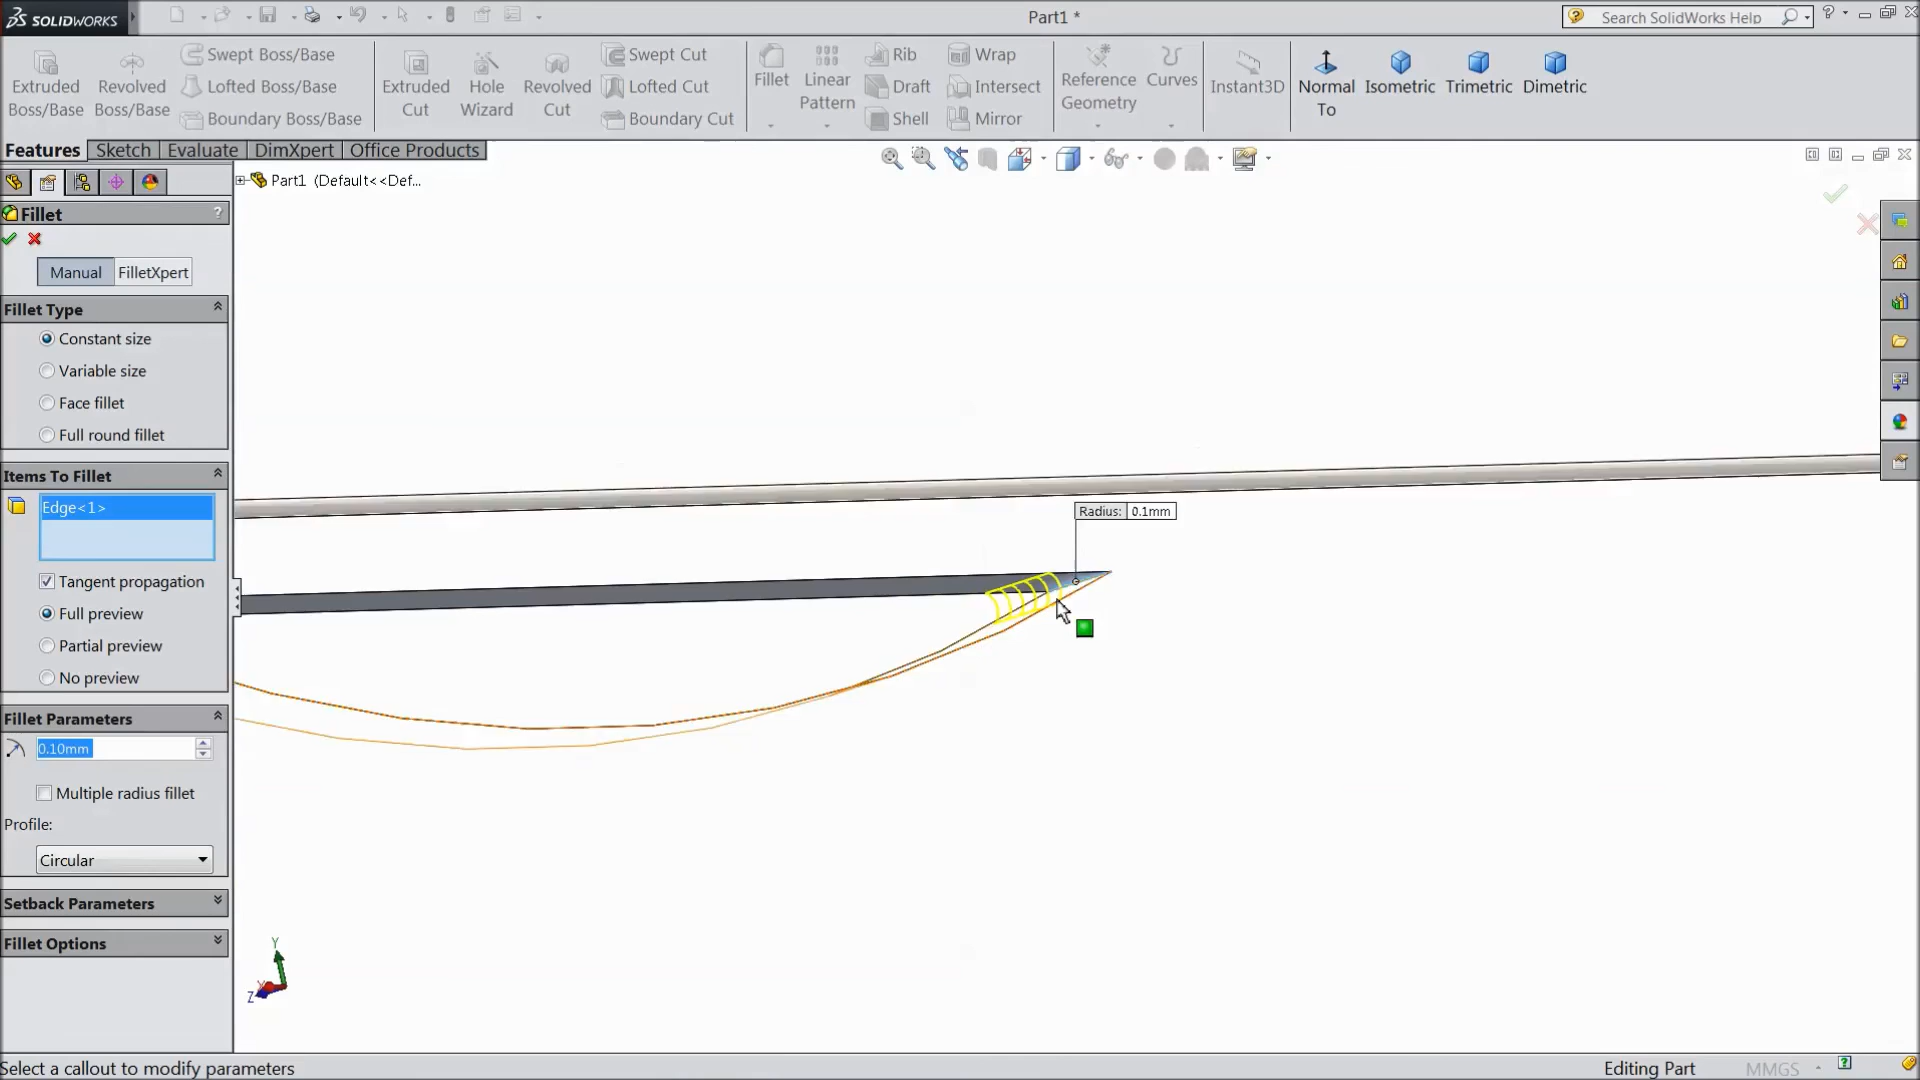 SOLIDWORKS
Part1 *
Search SolidWorks Help
Extruded Boss/Base
Revolved Boss/Base
Swept Boss/Base
Lofted Boss/Base
Boundary Boss/Base
Extruded Cut
Hole Wizard
Revolved Cut
Swept Cut
Lofted Cut
Boundary Cut
Fillet
Linear Pattern
Rib
Draft
Shell
Wrap
Intersect
Mirror
Reference Geometry
Curves
Instant3D
Normal To
Isometric
Trimetric
Dimetric
Features
Sketch
Evaluate
DimXpert
Office Products
Part1 (Default<<Def...
Fillet
?
Manual
FilletXpert
Fillet Type
Constant size
Variable size
Face fillet
Full round fillet
Items To Fillet
Edge<1>
Tangent propagation
Full preview
Partial preview
No preview
Fillet Parameters
0.10mm
Multiple radius fillet
Profile:
Circular
Setback Parameters
Fillet Options
Radius: 0.1mm
Y
Z
Select a callout to modify parameters
Editing Part
MMGS